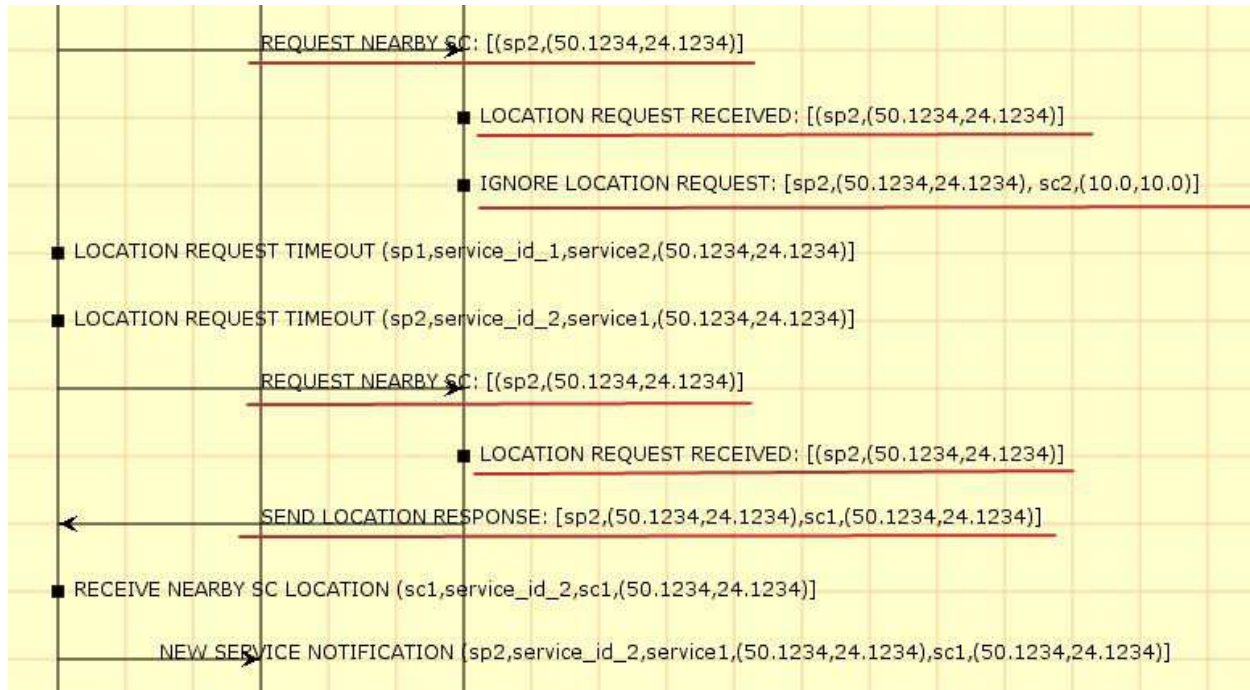 REQUEST NEARBY SC: [(sp2,(50.1234,24.1234)]
LOCATION REQUEST RECEIVED: [(sp2,(50.1234,24.1234)]
IGNORE LOCATION REQUEST: [sp2,(50.1234,24.1234), sc2,(10.0,10.0)]
LOCATION REQUEST TIMEOUT (sp1,service_id_1,service2,(50.1234,24.1234)]
LOCATION REQUEST TIMEOUT (sp2,service_id_2,service1,(50.1234,24.1234)]
REQUEST NEARBY SC: [(sp2,(50.1234,24.1234)]
LOCATION REQUEST RECEIVED: [(sp2,(50.1234,24.1234)]
SEND LOCATION RESPONSE: [sp2,(50.1234,24.1234),sc1,(50.1234,24.1234)]
RECEIVE NEARBY SC LOCATION (sc1,service_id_2,sc1,(50.1234,24.1234)]
NEW SERVICE NOTIFICATION (sp2,service_id_2,service1,(50.1234,24.1234),sc1,(50.1234,24.1234)]